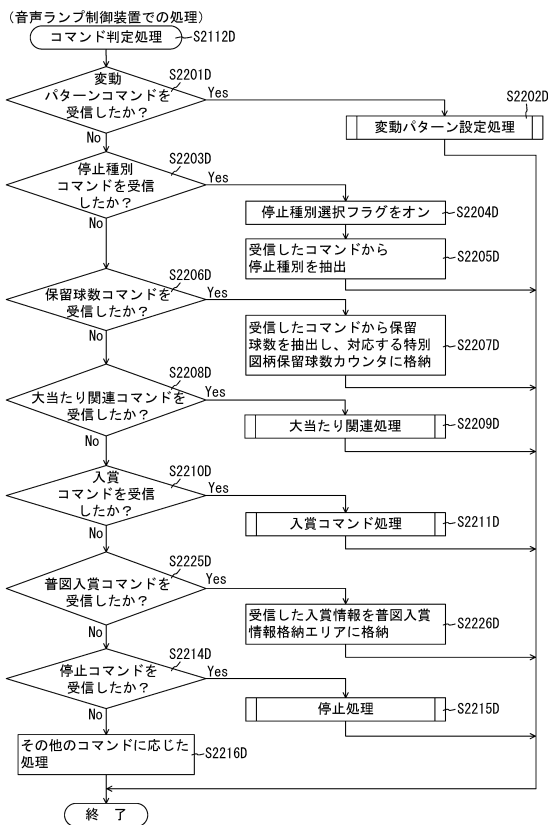 (音声ランプ制御装置での処理)
コマンド判定処理
S2112D
変動
パターンコマンドを
受信したか?
S2201D
Yes
No
変動パターン設定処理
S2202D
停止種別
コマンドを受信
したか?
S2203D
Yes
No
停止種別選択フラグをオン
S2204D
受信したコマンドから
停止種別を抽出
S2205D
保留球数コマンドを
受信したか?
S2206D
Yes
No
受信したコマンドから保留
球数を抽出し、対応する特別
図柄保留球数カウンタに格納
S2207D
大当たり関連コマンドを
受信したか?
S2208D
Yes
No
大当たり関連処理
S2209D
入賞
コマンドを受信
したか?
S2210D
Yes
No
入賞コマンド処理
S2211D
普図入賞コマンドを
受信したか?
S2225D
Yes
No
受信した入賞情報を普図入賞
情報格納エリアに格納
S2226D
停止コマンドを
受信したか?
S2214D
Yes
No
停止処理
S2215D
その他のコマンドに応じた
処理
S2216D
終 了